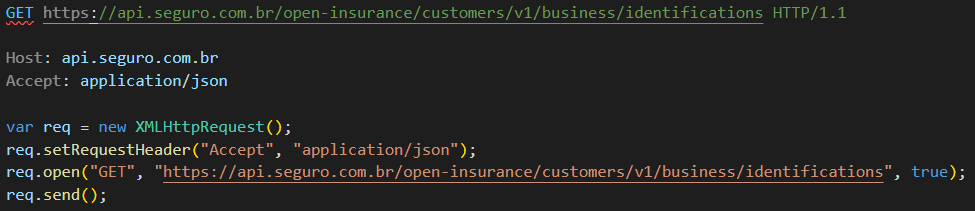 GET https://api.seguro.com.br/open-insurance/customers/v1/business/identifications HTTP/1.1
Host: api.seguro.com.br
Accept: application/json
var req = new XMLHttpRequest();
req.setRequestHeader("Accept", "application/json");
req.open("GET", "https://api.seguro.com.br/open-insurance/customers/v1/business/identifications", true);
req.send();